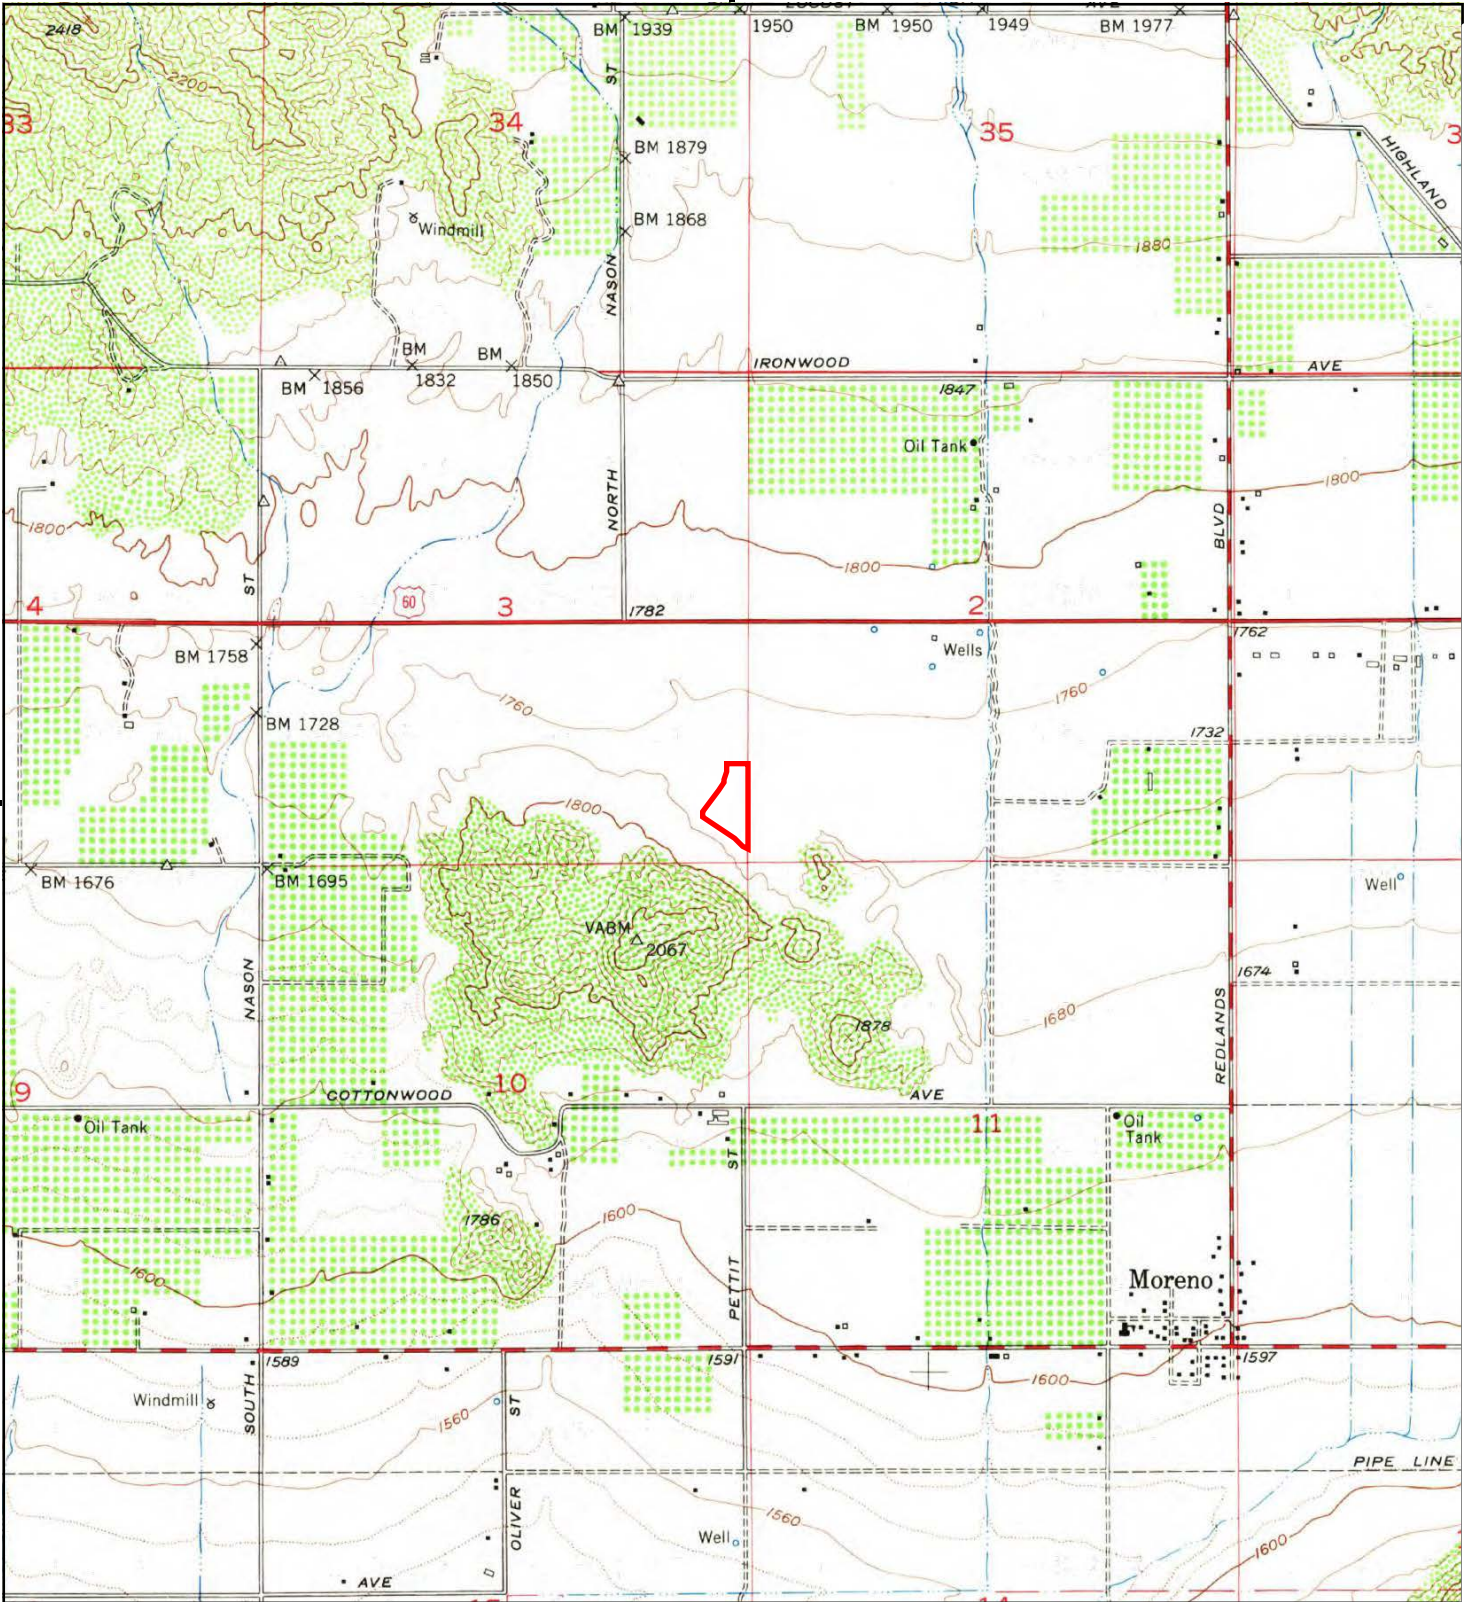 2418
BM 1939
1950
BM 1950
1949
AVE
BM 1977
2200
33
34
ST
35
HIGHLAND
BM 1879
Windmill
BM 1868
NASON
1880
IRONWOOD
AVE
BM 1856
BM 1832
BM 1850
1847
Oil Tank
NORTH
1800
1800
ST
1800
BLVD
4
60
3
1782
2
1762
BM 1758
Wells
1760
1760
BM 1728
1732
1800
BM 1676
BM 1695
Well
VABM 2067
NASON
1674
1878
1680
REDLANDS
9
COTTONWOOD
10
AVE
Oil Tank
11
Oil
Tank
ST
1786
1600
1600
PETTIT
Moreno
1589
1591
1597
1600
Windmill
SOUTH
1560
ST
PIPE LINE
OLIVER
1560
Well
1600
AVE